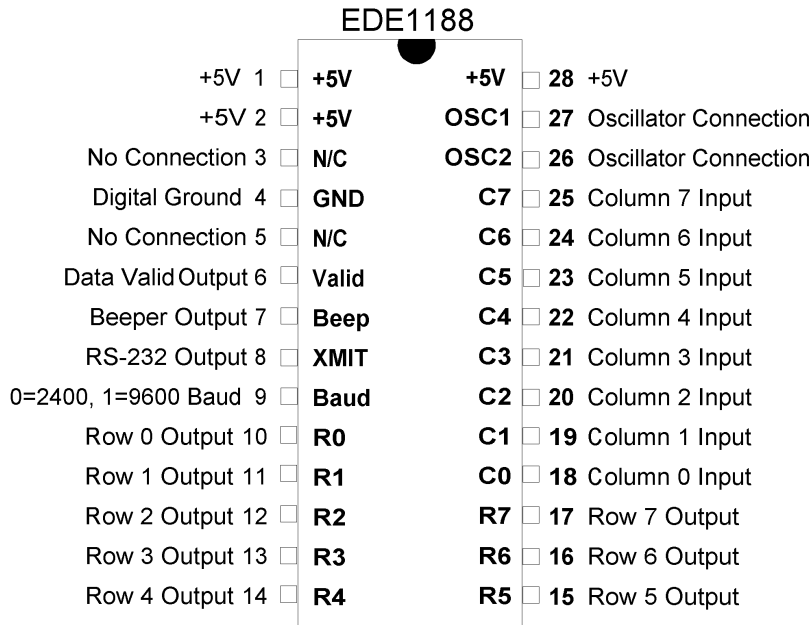 EDE1188
+5V 1 +5V +5V 28 +5V
+5V 2 +5V OSC1 27 Oscillator Connection
No Connection 3 N/C OSC2 26 Oscillator Connection
Digital Ground 4 GND C7 25 Column 7 Input
No Connection 5 N/C C6 24 Column 6 Input
Data Valid Output 6 Valid C5 23 Column 5 Input
Beeper Output 7 Beep C4 22 Column 4 Input
RS-232 Output 8 XMIT C3 21 Column 3 Input
0=2400, 1=9600 Baud 9 Baud C2 20 Column 2 Input
Row 0 Output 10 R0 C1 19 Column 1 Input
Row 1 Output 11 R1 C0 18 Column 0 Input
Row 2 Output 12 R2 R7 17 Row 7 Output
Row 3 Output 13 R3 R6 16 Row 6 Output
Row 4 Output 14 R4 R5 15 Row 5 Output